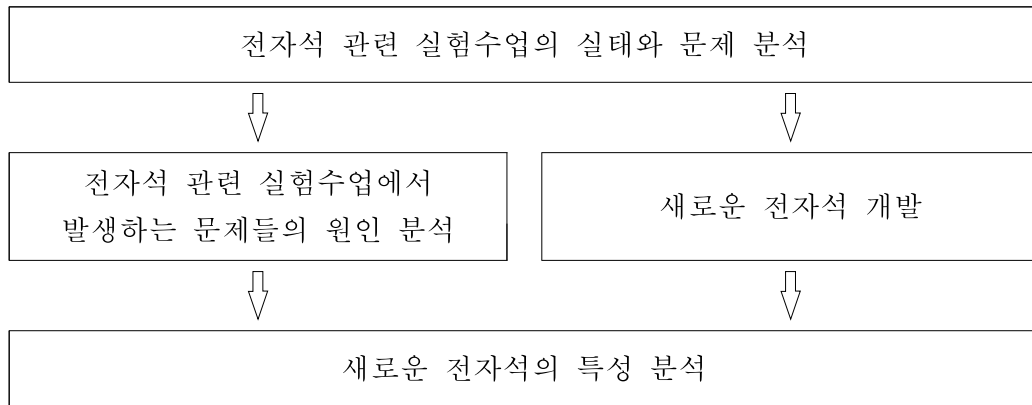 전자석 관련 실험수업의 실태와 문제 분석
전자석 관련 실험수업에서
발생하는 문제들의 원인 분석
새로운 전자석 개발
새로운 전자석의 특성 분석